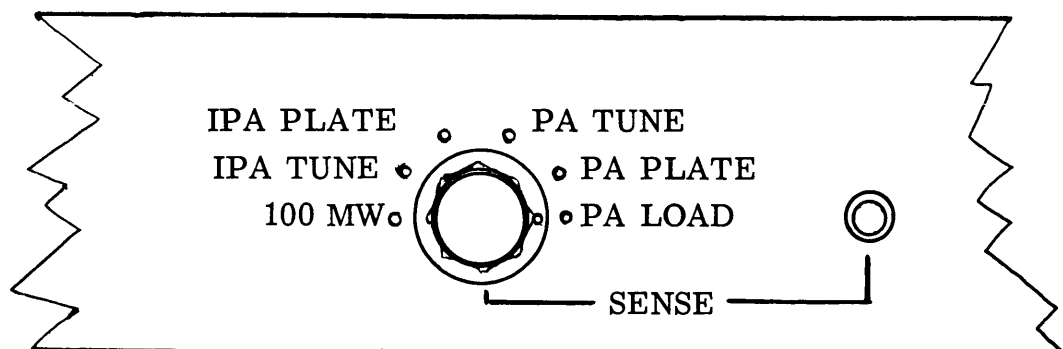 IPA PLATE
PA TUNE
IPA TUNE
PA PLATE
100 MW
PA LOAD
SENSE